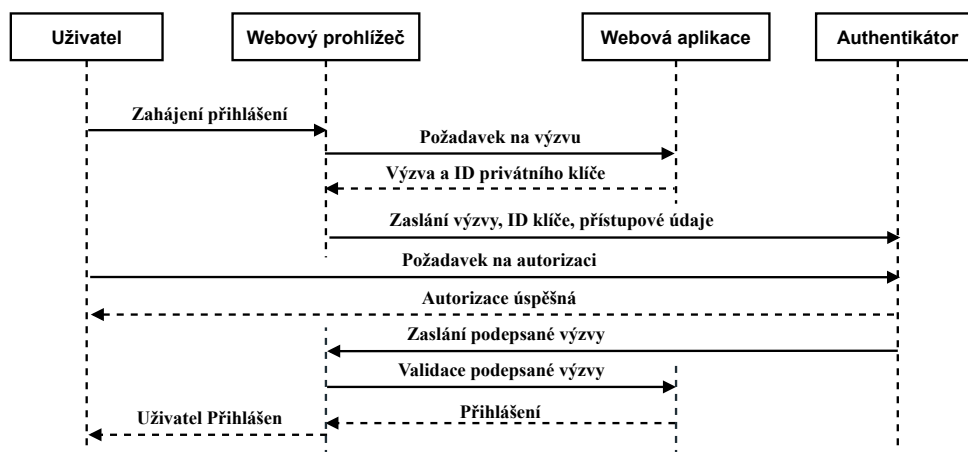 Uživatel
Webový prohlížeč
Webová aplikace
Authentikátor
Zahájení přihlášení
Požadavek na výzvu
Výzva a ID privátního klíče
Zaslání výzvy, ID klíče, přístupové údaje
Požadavek na autorizaci
Autorizace úspěšná
Zaslání podepsané výzvy
Validace podepsané výzvy
Přihlášení
Uživatel Přihlášen